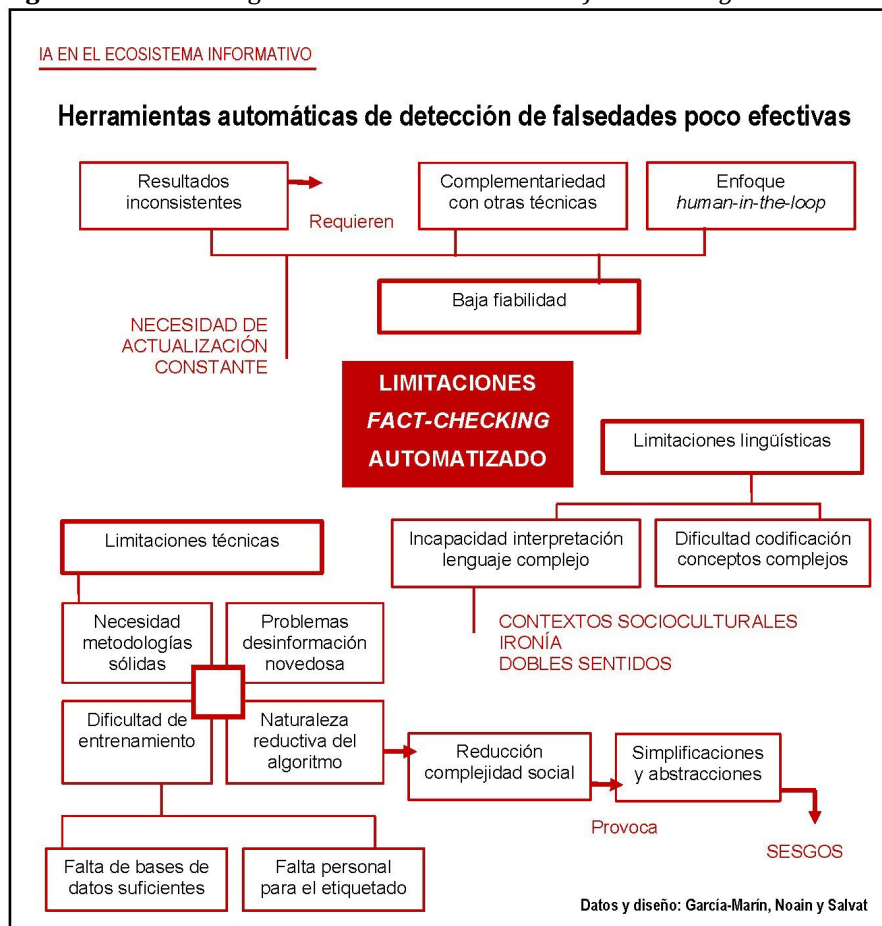 IA EN EL ECOSISTEMA INFORMATIVO
Herramientas automáticas de detección de falsedades poco efectivas
Resultados
inconsistentes
Requieren
Complementariedad
con otras técnicas
Enfoque
human-in-the-loop
Baja fiabilidad
NECESIDAD DE
ACTUALIZACIÓN
CONSTANTE
LIMITACIONES
FACT-CHECKING
AUTOMATIZADO
Limitaciones lingüísticas
Incapacidad interpretación
lenguaje complejo
Dificultad codificación
conceptos complejos
CONTEXTOS SOCIOCULTURALES
IRONÍA
DOBLES SENTIDOS
Limitaciones técnicas
Necesidad
metodologías
sólidas
Problemas
desinformación
novedosa
Dificultad de
entrenamiento
Naturaleza
reductiva del
algoritmo
Reducción
complejidad social
Simplificaciones
y abstracciones
Provoca
SESGOS
Falta de bases de
datos suficientes
Falta personal
para el etiquetado
Datos y diseño: García-Marín, Noain y Salvat